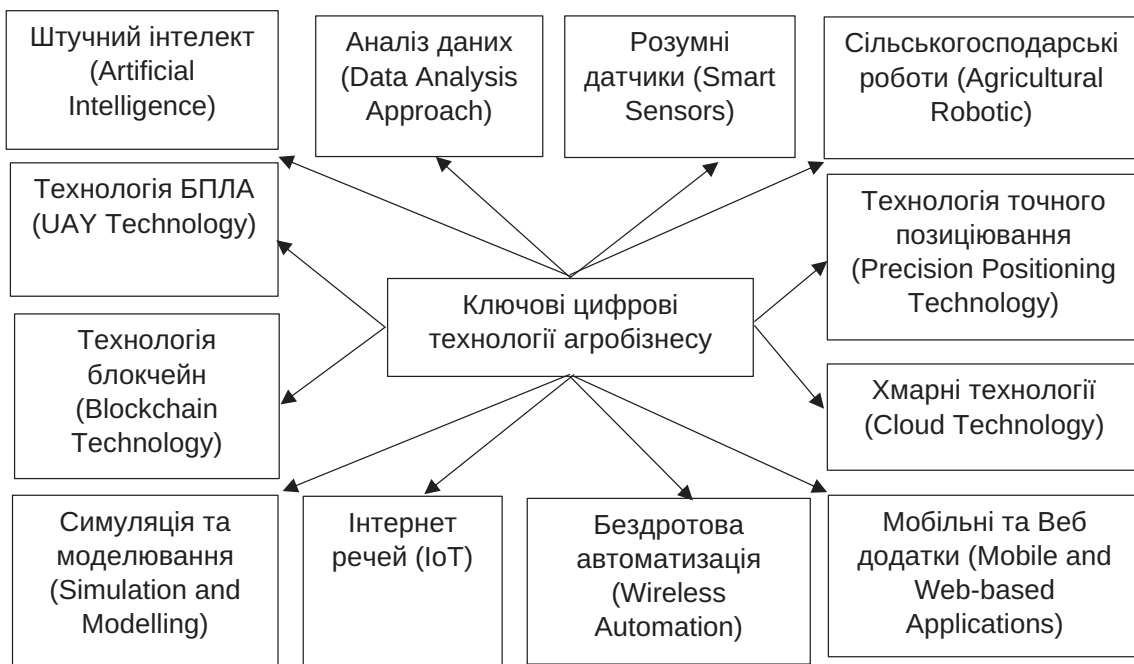 Штучний інтелект
(Artificial
Intelligence)
Аналіз даних
(Data Analysis
Approach)
Розумні
датчики (Smart
Sensors)
Сільськогосподарські
роботи (Agricultural
Robotic)
Технологія БПЛА
(UAY Technology)
Технологія точного
позиціювання
(Precision Positioning
Technology)
Ключові цифрові
технології агробізнесу
Технологія
блокчейн
(Blockchain
Technology)
Хмарні технології
(Cloud Technology)
Симуляція та
моделювання
(Simulation and
Modelling)
Інтернет
речей (IoT)
Бездротова
автоматизація
(Wireless
Automation)
Мобільні та Веб
додатки (Mobile and
Web-based
Applications)